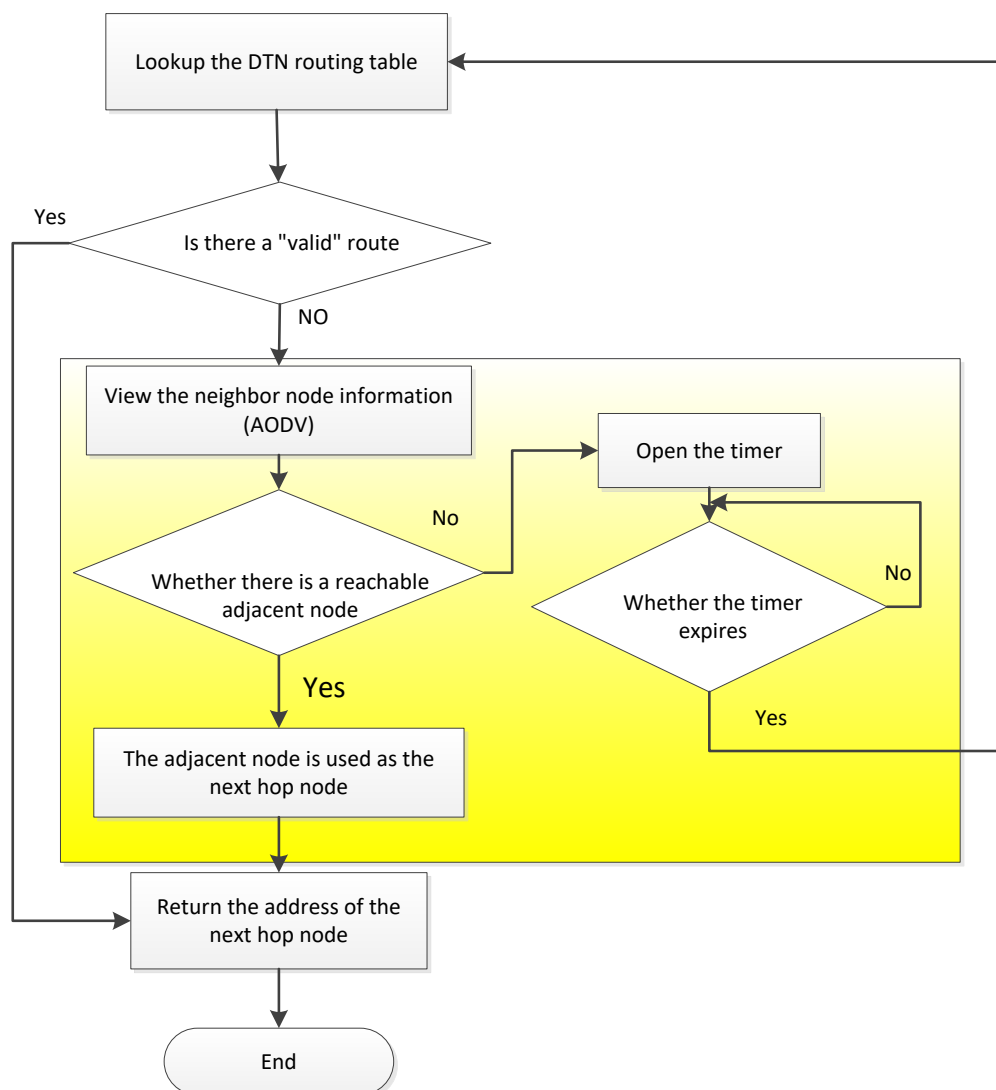 Lookup the DTN routing table
Yes
Is there a "valid" route
NO
View the neighbor node information
(AODV)
Open the timer
No
Whether there is a reachable
adjacent node
No
Whether the timer
expires
Yes
Yes
The adjacent node is used as the
next hop node
Return the address of the
next hop node
End